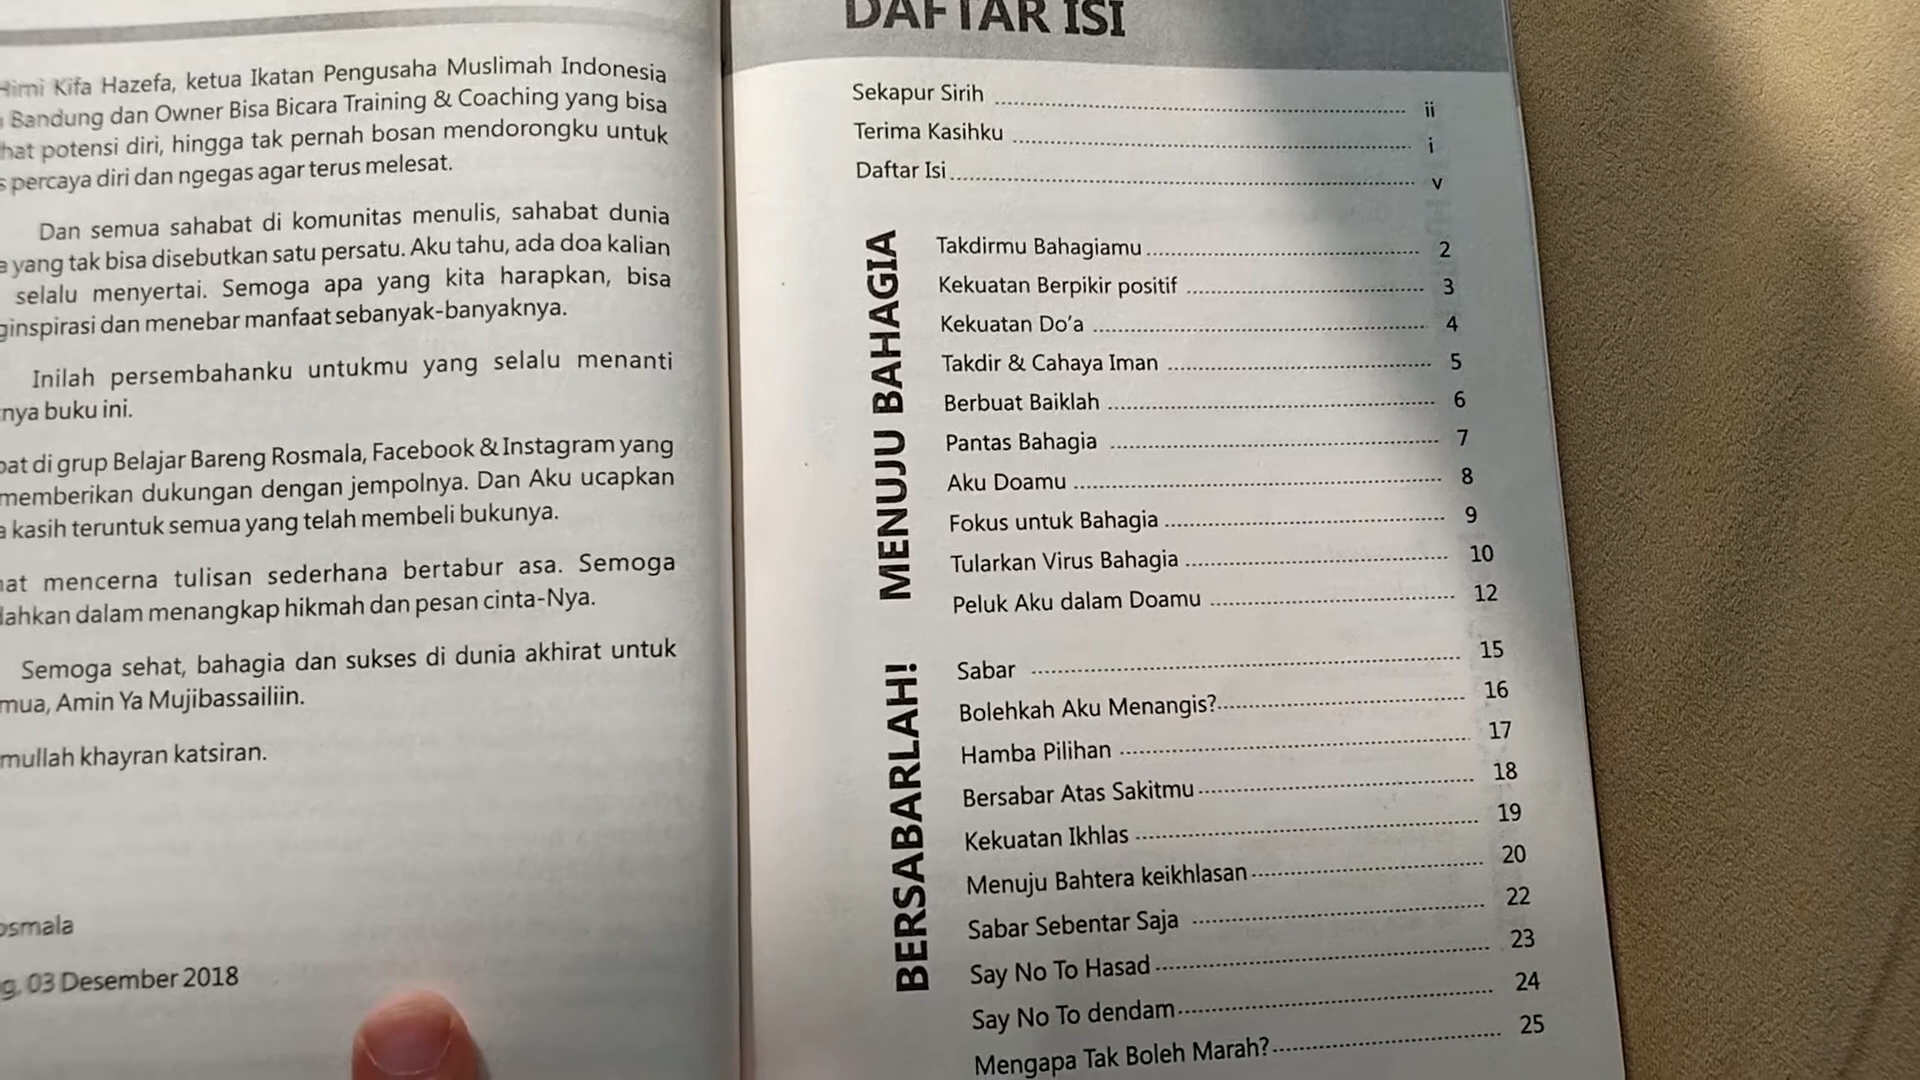 Himi Kifa Hazefa, ketua Ikatan Pengusaha Muslimah Indonesia
Bandung dan Owner Bisa Bicara Training & Coaching yang bisa
potensi diri, hingga tak pernah bosan mendorongku untuk
percaya diri dan ngegas agar terus melesat.
Dan semua sahabat di komunitas menulis, sahabat dunia
yang tak bisa disebutkan satu persatu. Aku tahu, ada doa kalian
selalu menyertai. Semoga apa yang kita harapkan, bisa
ginspirasi dan menebar manfaat sebanyak-banyaknya.
Inilah persembahanku untukmu yang selalu menanti
nya buku ini.
bat di grup Belajar Bareng Rosmala, Facebook & Instagram yang
memberikan dukungan dengan jempolnya. Dan Aku ucapkan
kasih teruntuk semua yang telah membeli bukunya.
mat mencerna tulisan sederhana bertabur asa. Semoga
dahkan dalam menangkap hikmah dan pesan cinta-Nya.
Semoga sehat, bahagia dan sukses di dunia akhirat untuk
mua, Amin Ya Mujibassailiin.
mullah khayran katsiran.
osmala
g, 03 Desember 2018
DAFTAR ISI
Sekapur Sirih ii
Terima Kasihku i
Daftar Isi v
MENUJU BAHAGIA
Takdirmu Bahagiamu 2
Kekuatan Berpikir positif 3
Kekuatan Do'a 4
Takdir & Cahaya Iman 5
Berbuat Baiklah 6
Pantas Bahagia 7
Aku Doamu 8
Fokus untuk Bahagia 9
Tularkan Virus Bahagia 10
Peluk Aku dalam Doamu 12
BERSABARLAH!
Sabar 15
Bolehkah Aku Menangis? 16
Hamba Pilihan 17
Bersabar Atas Sakitmu 18
Kekuatan Ikhlas 19
Menuju Bahtera keikhlasan 20
Sabar Sebentar Saja 22
Say No To Hasad 23
Say No To dendam 24
Mengapa Tak Boleh Marah? 25